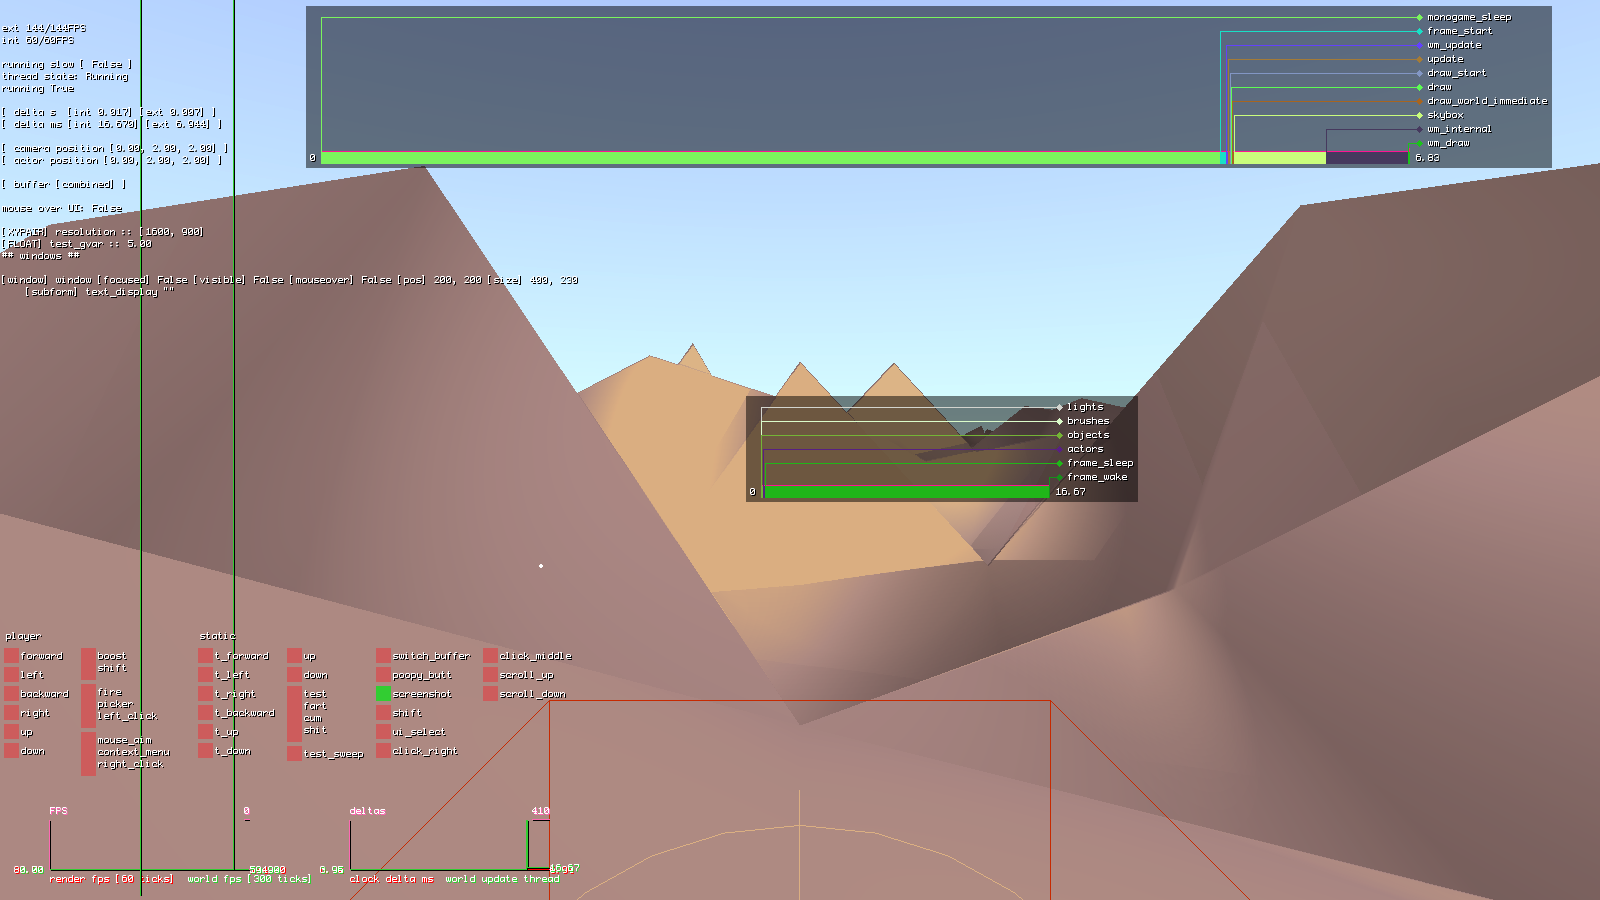 ext 144/144FPS
int 60/60FPS
running slow [ False ]
thread state: Running
running True
[ delta s  [int 0.017] [ext 0.007] ]
[ delta ms [int 16.670] [ext 6.944] ]
[ camera position [0.00, 2.00, 2.00] ]
[ actor position [0.00, 2.00, 2.00] ]
[ buffer [combined] ]
mouse over UI: False
[XYPAIR] resolution :: [1600, 900]
[FLOAT] test_gvar :: 5.00
## windows ##
[window] window [focused] False [visible] False [mouseover] False [pos] 200, 200 [size] 400, 230
[subform] text_display ""
monogame_sleep
frame_start
wm_update
update
draw_start
draw
draw_world_immediate
skybox
wm_internal
wm_draw
0
6.83
lights
brushes
objects
actors
frame_sleep
frame_wake
0
16.67
player
forward
left
backward
right
up
down
boost
shift
fire
picker
left_click
mouse_aim
context_menu
right_click
static
t_forward
t_left
t_right
t_backward
t_up
t_down
up
down
test
fart
cum
shit
test_sweep
switch_buffer
poopy_butt
screenshot
shift
ui_select
click_right
click_middle
scroll_up
scroll_down
FPS
0
60.00
render fps [60 ticks]
world fps [300 ticks]
deltas
410
clock delta ms
world update thread